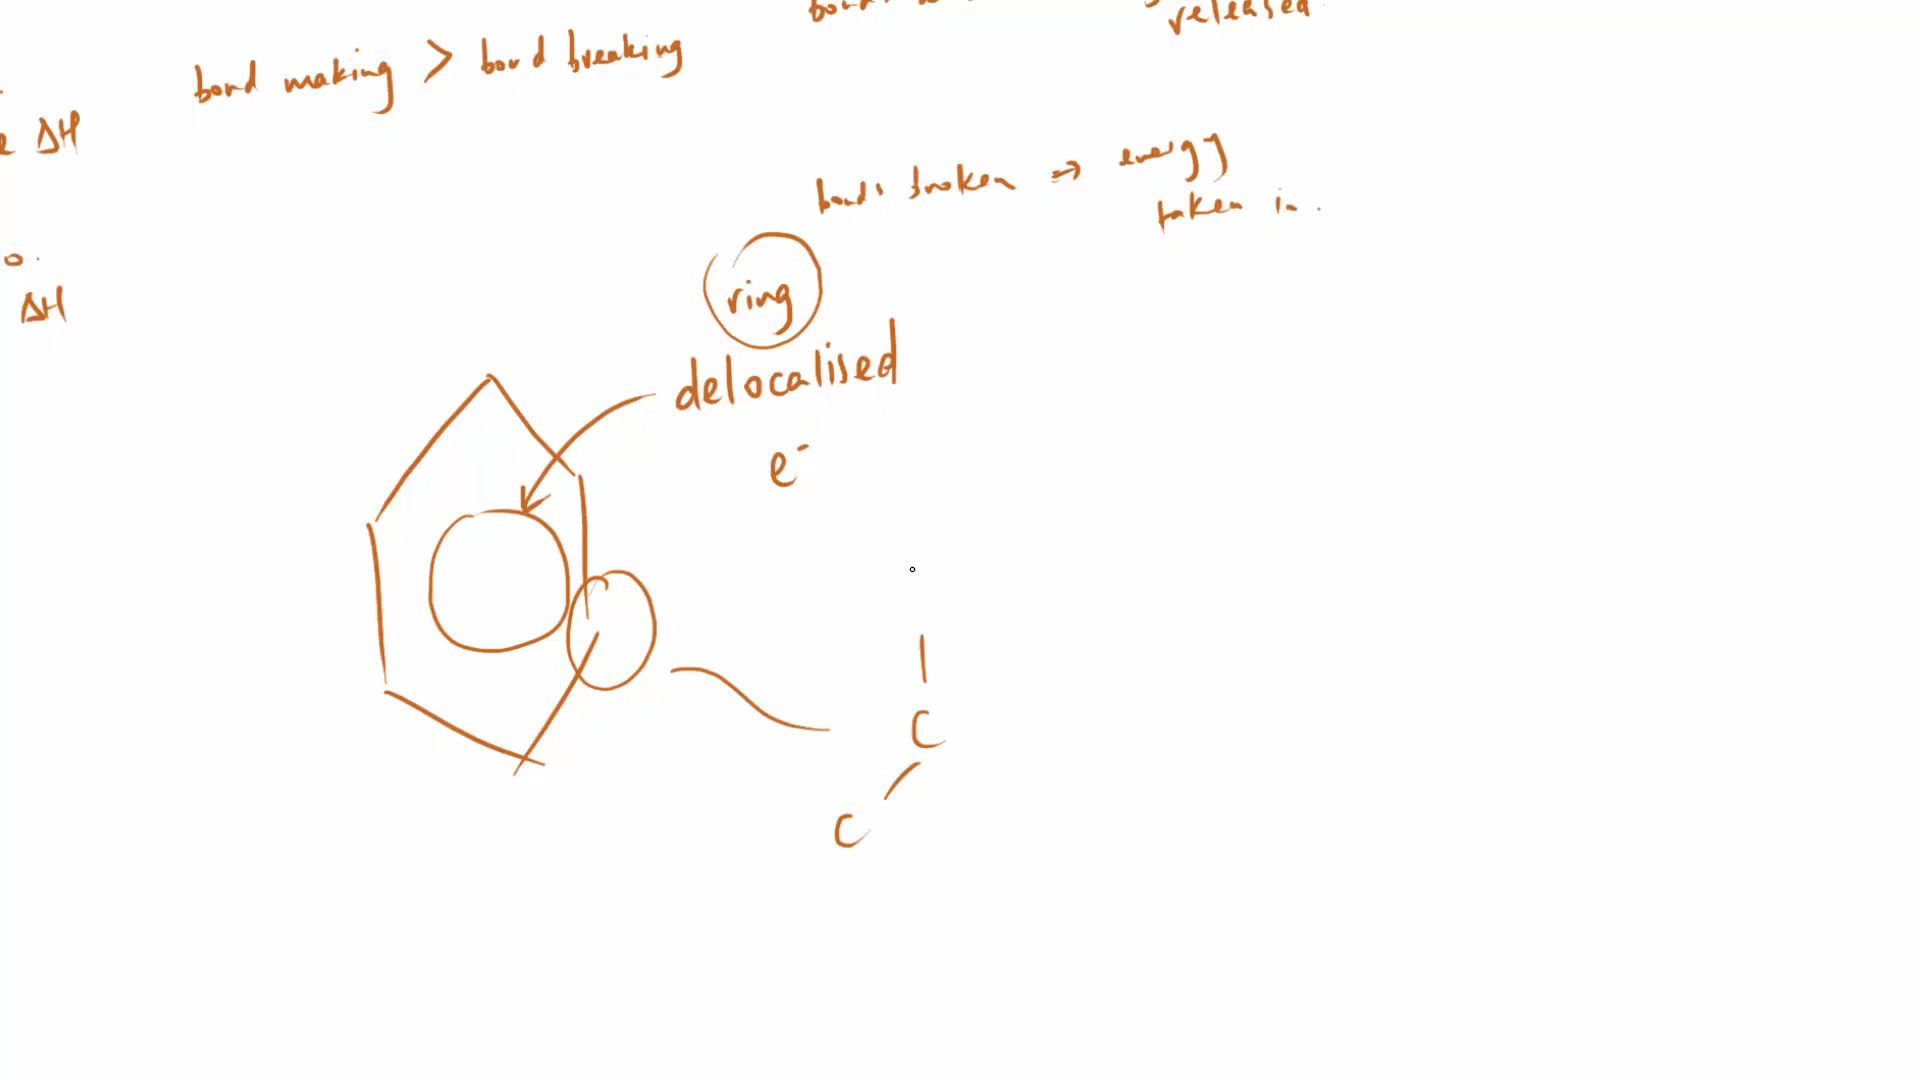 released
bond making > bond breaking
ΔH
bonds broken ⇒ energy
taken in.
ring
ΔH
delocalised
e⁻
C
C